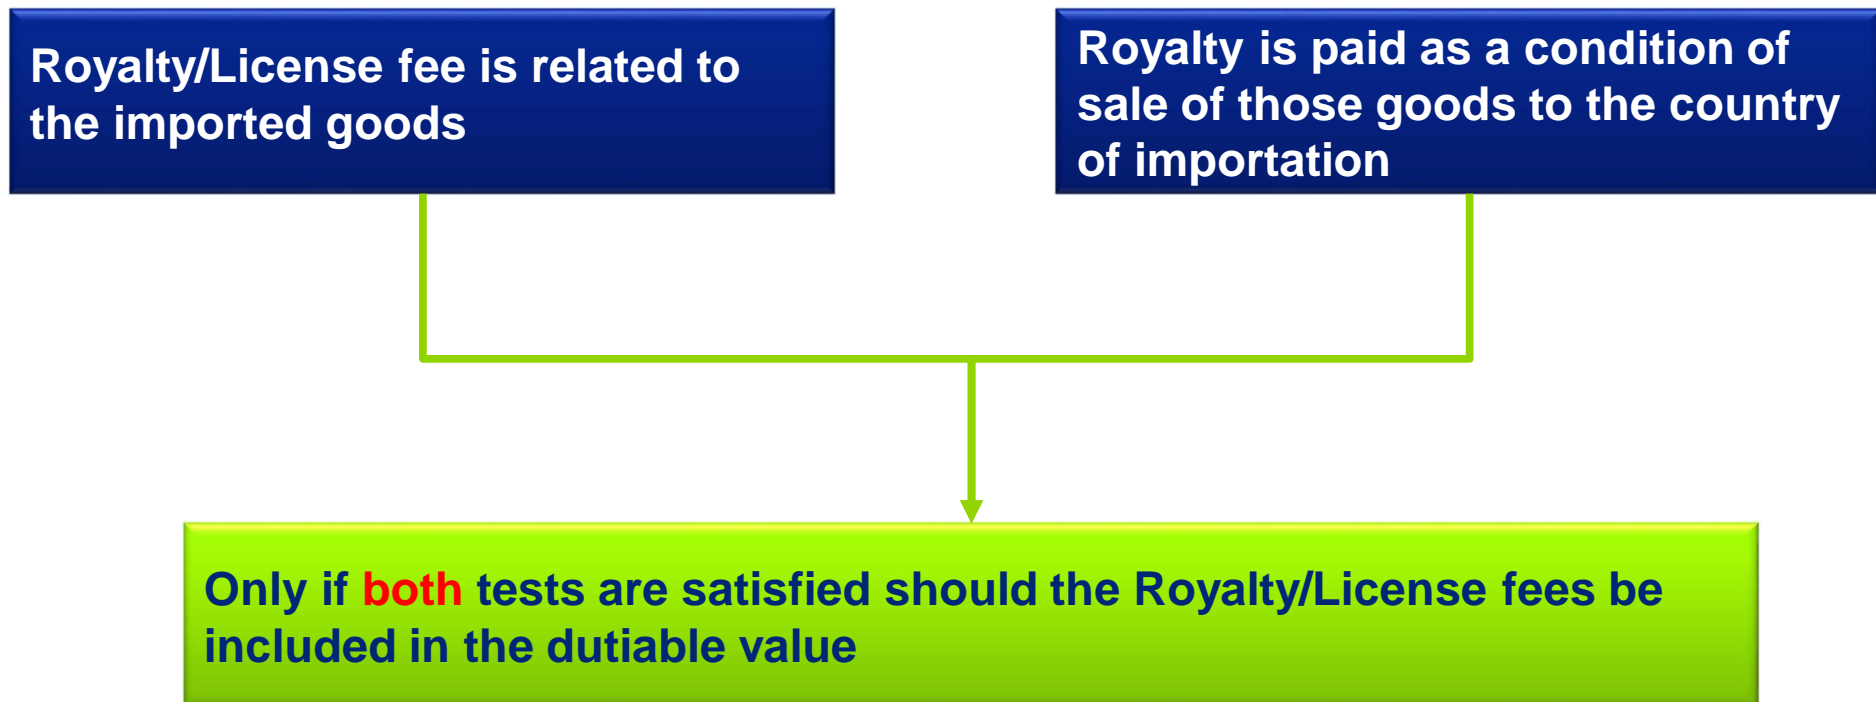 Royalty/License fee is related to
the imported goods
Royalty is paid as a condition of
sale of those goods to the country
of importation
Only if both tests are satisfied should the Royalty/License fees be
included in the dutiable value